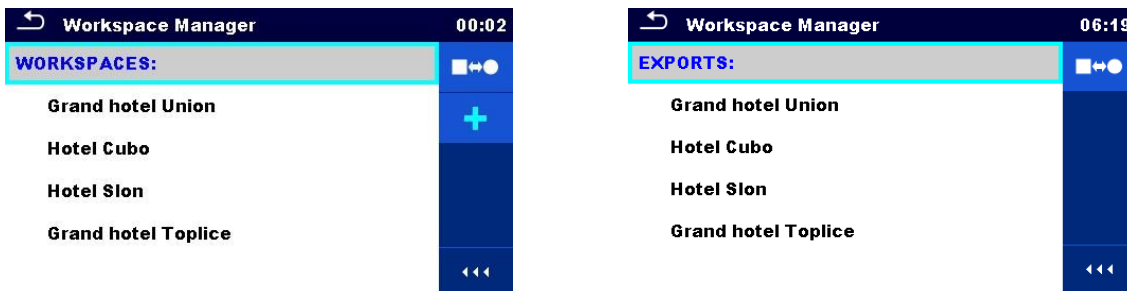 Workspace Manager 00:02
WORKSPACES:
Grand hotel Union
Hotel Cubo
Hotel Slon
Grand hotel Toplice
Workspace Manager 06:19
EXPORTS:
Grand hotel Union
Hotel Cubo
Hotel Slon
Grand hotel Toplice